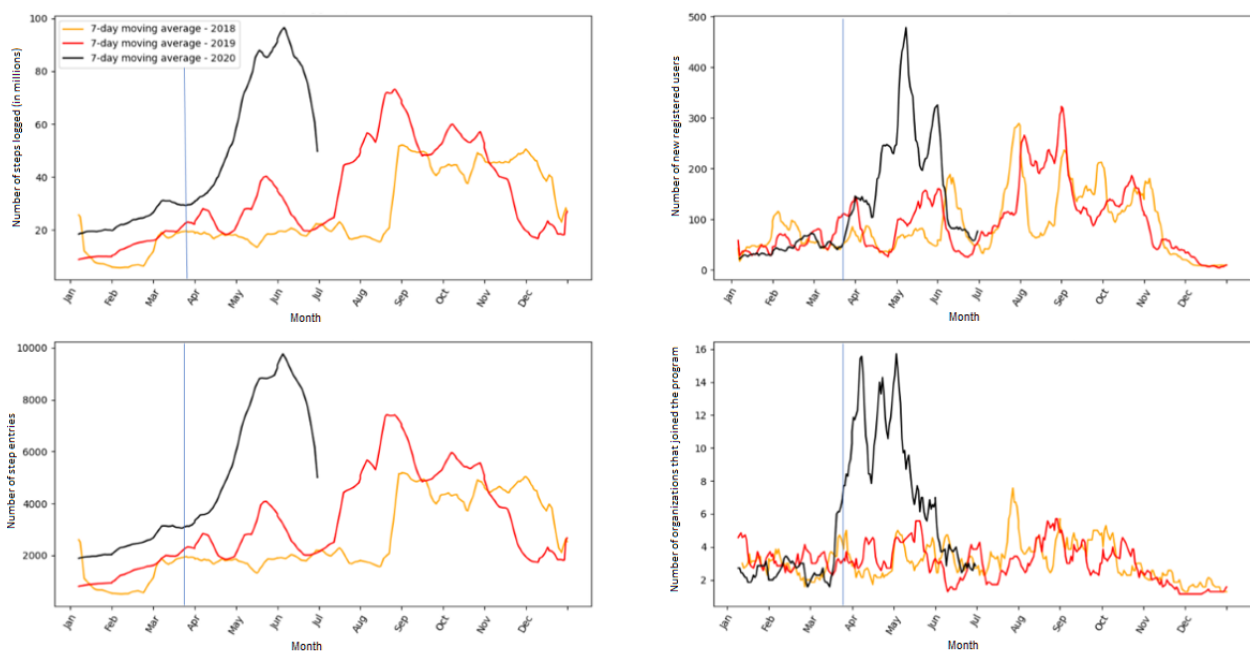 100
80
60
40
20
Number of steps logged (in millions)
7-day moving average - 2018
7-day moving average - 2019
7-day moving average - 2020
Jan Feb Mar Apr May Jun Jul Aug Sep Oct Nov Dec
Month
500
400
300
200
100
0
Number of new registered users
Jan Feb Mar Apr May Jun Jul Aug Sep Oct Nov Dec
Month
10000
8000
6000
4000
2000
Number of step entries
Jan Feb Mar Apr May Jun Jul Aug Sep Oct Nov Dec
Month
16
14
12
10
8
6
4
2
Number of organizations that joined the program
Jan Feb Mar Apr May Jun Jul Aug Sep Oct Nov Dec
Month